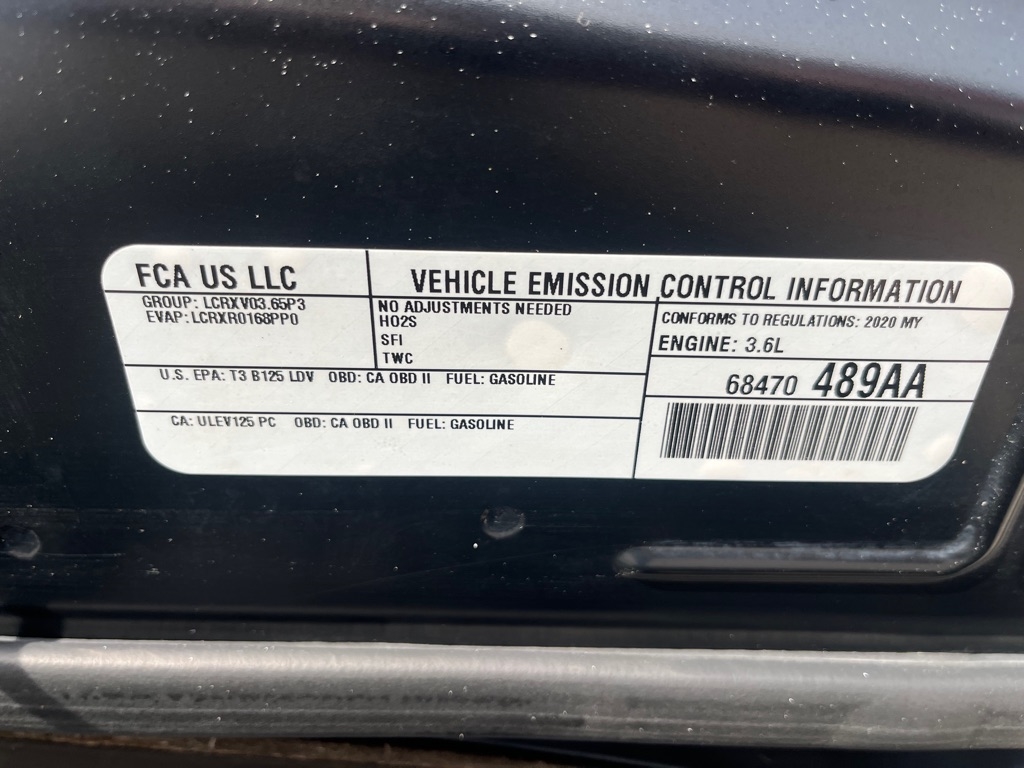 FCA US LLC
VEHICLE EMISSION CONTROL INFORMATION
GROUP: LCRXV03.65P3
EVAP: LCRXR0168PP0
NO ADJUSTMENTS NEEDED
HO2S
SFI
TWC
CONFORMS TO REGULATIONS: 2020 MY
ENGINE: 3.6L
U.S. EPA: T3 B125 LDV OBD: CA OBD II FUEL: GASOLINE
68470 489AA
CA: ULEV125 PC OBD: CA OBD II FUEL: GASOLINE